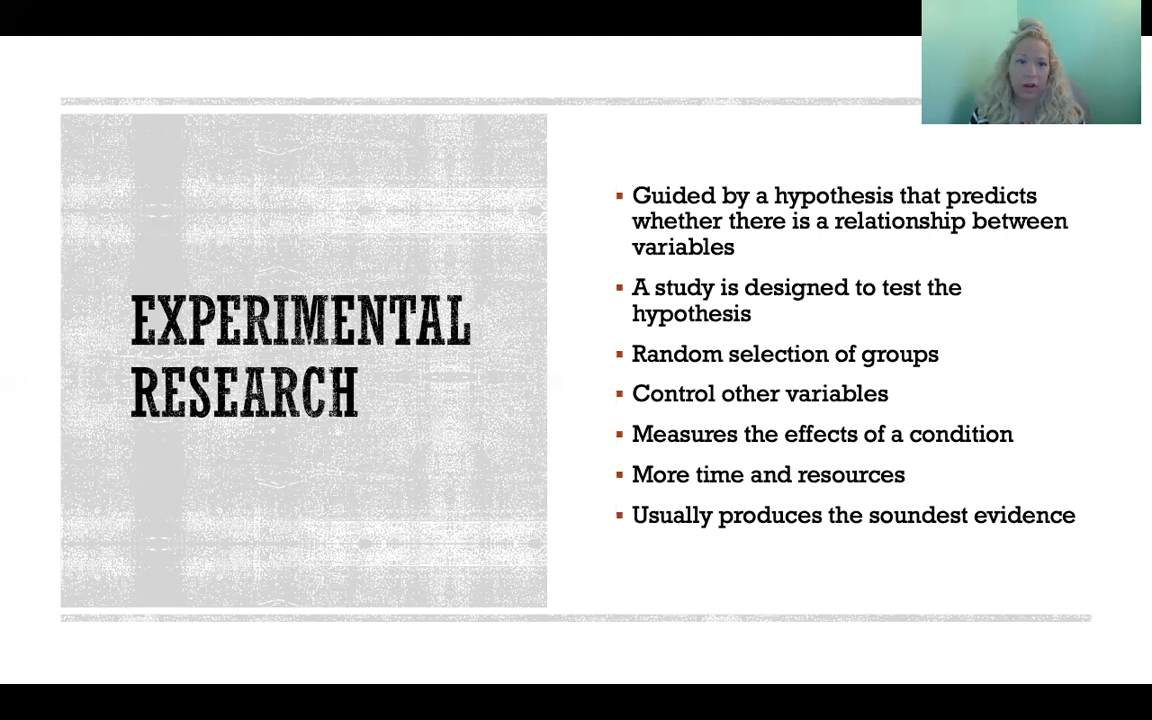 EXPERIMENTAL
RESEARCH
▪ Guided by a hypothesis that predicts
whether there is a relationship between
variables
▪ A study is designed to test the
hypothesis
▪ Random selection of groups
▪ Control other variables
▪ Measures the effects of a condition
▪ More time and resources
▪ Usually produces the soundest evidence